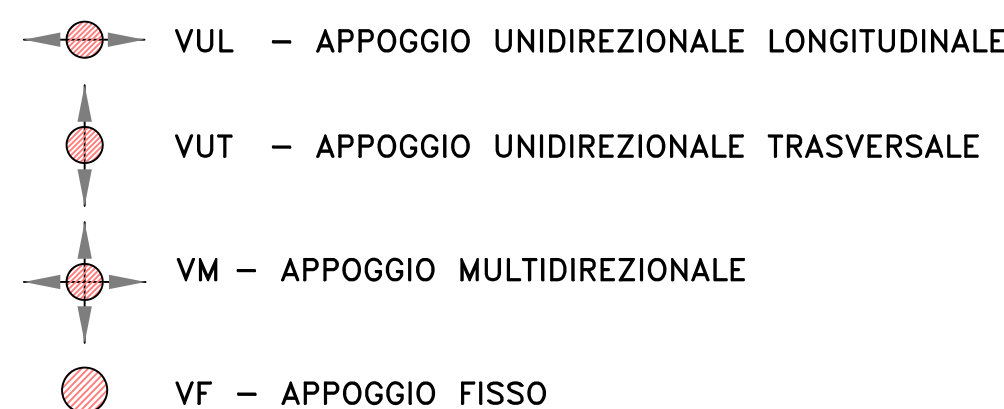 VUL – APPOGGIO UNIDIREZIONALE LONGITUDINALE
VUT – APPOGGIO UNIDIREZIONALE TRASVERSALE
VM – APPOGGIO MULTIDIREZIONALE
VF – APPOGGIO FISSO